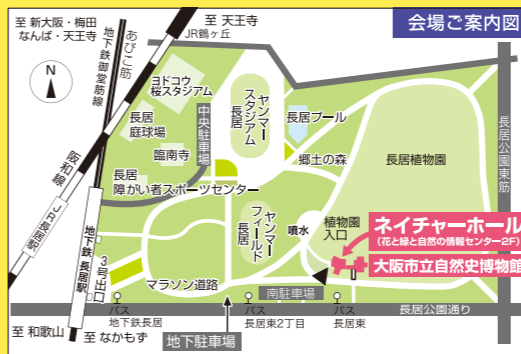 会場ご案内図
至 新大阪・梅田
なんば・天王寺
地下鉄御堂筋線
あびこ筋
至 天王寺
JR鶴ヶ丘
N
ヨドコウ
桜スタジアム
長居
庭球場
臨南寺
中央駐車場
ヤンマー
スタジアム
長居
長居プール
郷土の森
長居植物園
長居公園東筋
長居
障がい者スポーツセンター
阪和線
JR長居駅
地下鉄 長居駅
3号出口
ヤンマー
フィールド
長居
噴水
植物園
入口
ネイチャーホール
(花と緑と自然の情報センター2F)
大阪市立自然史博物館
マラソン道路
南駐車場
長居公園通り
バス
地下鉄長居
バス
長居東2丁目
バス
長居東
至 和歌山
至 なかもず
地下駐車場